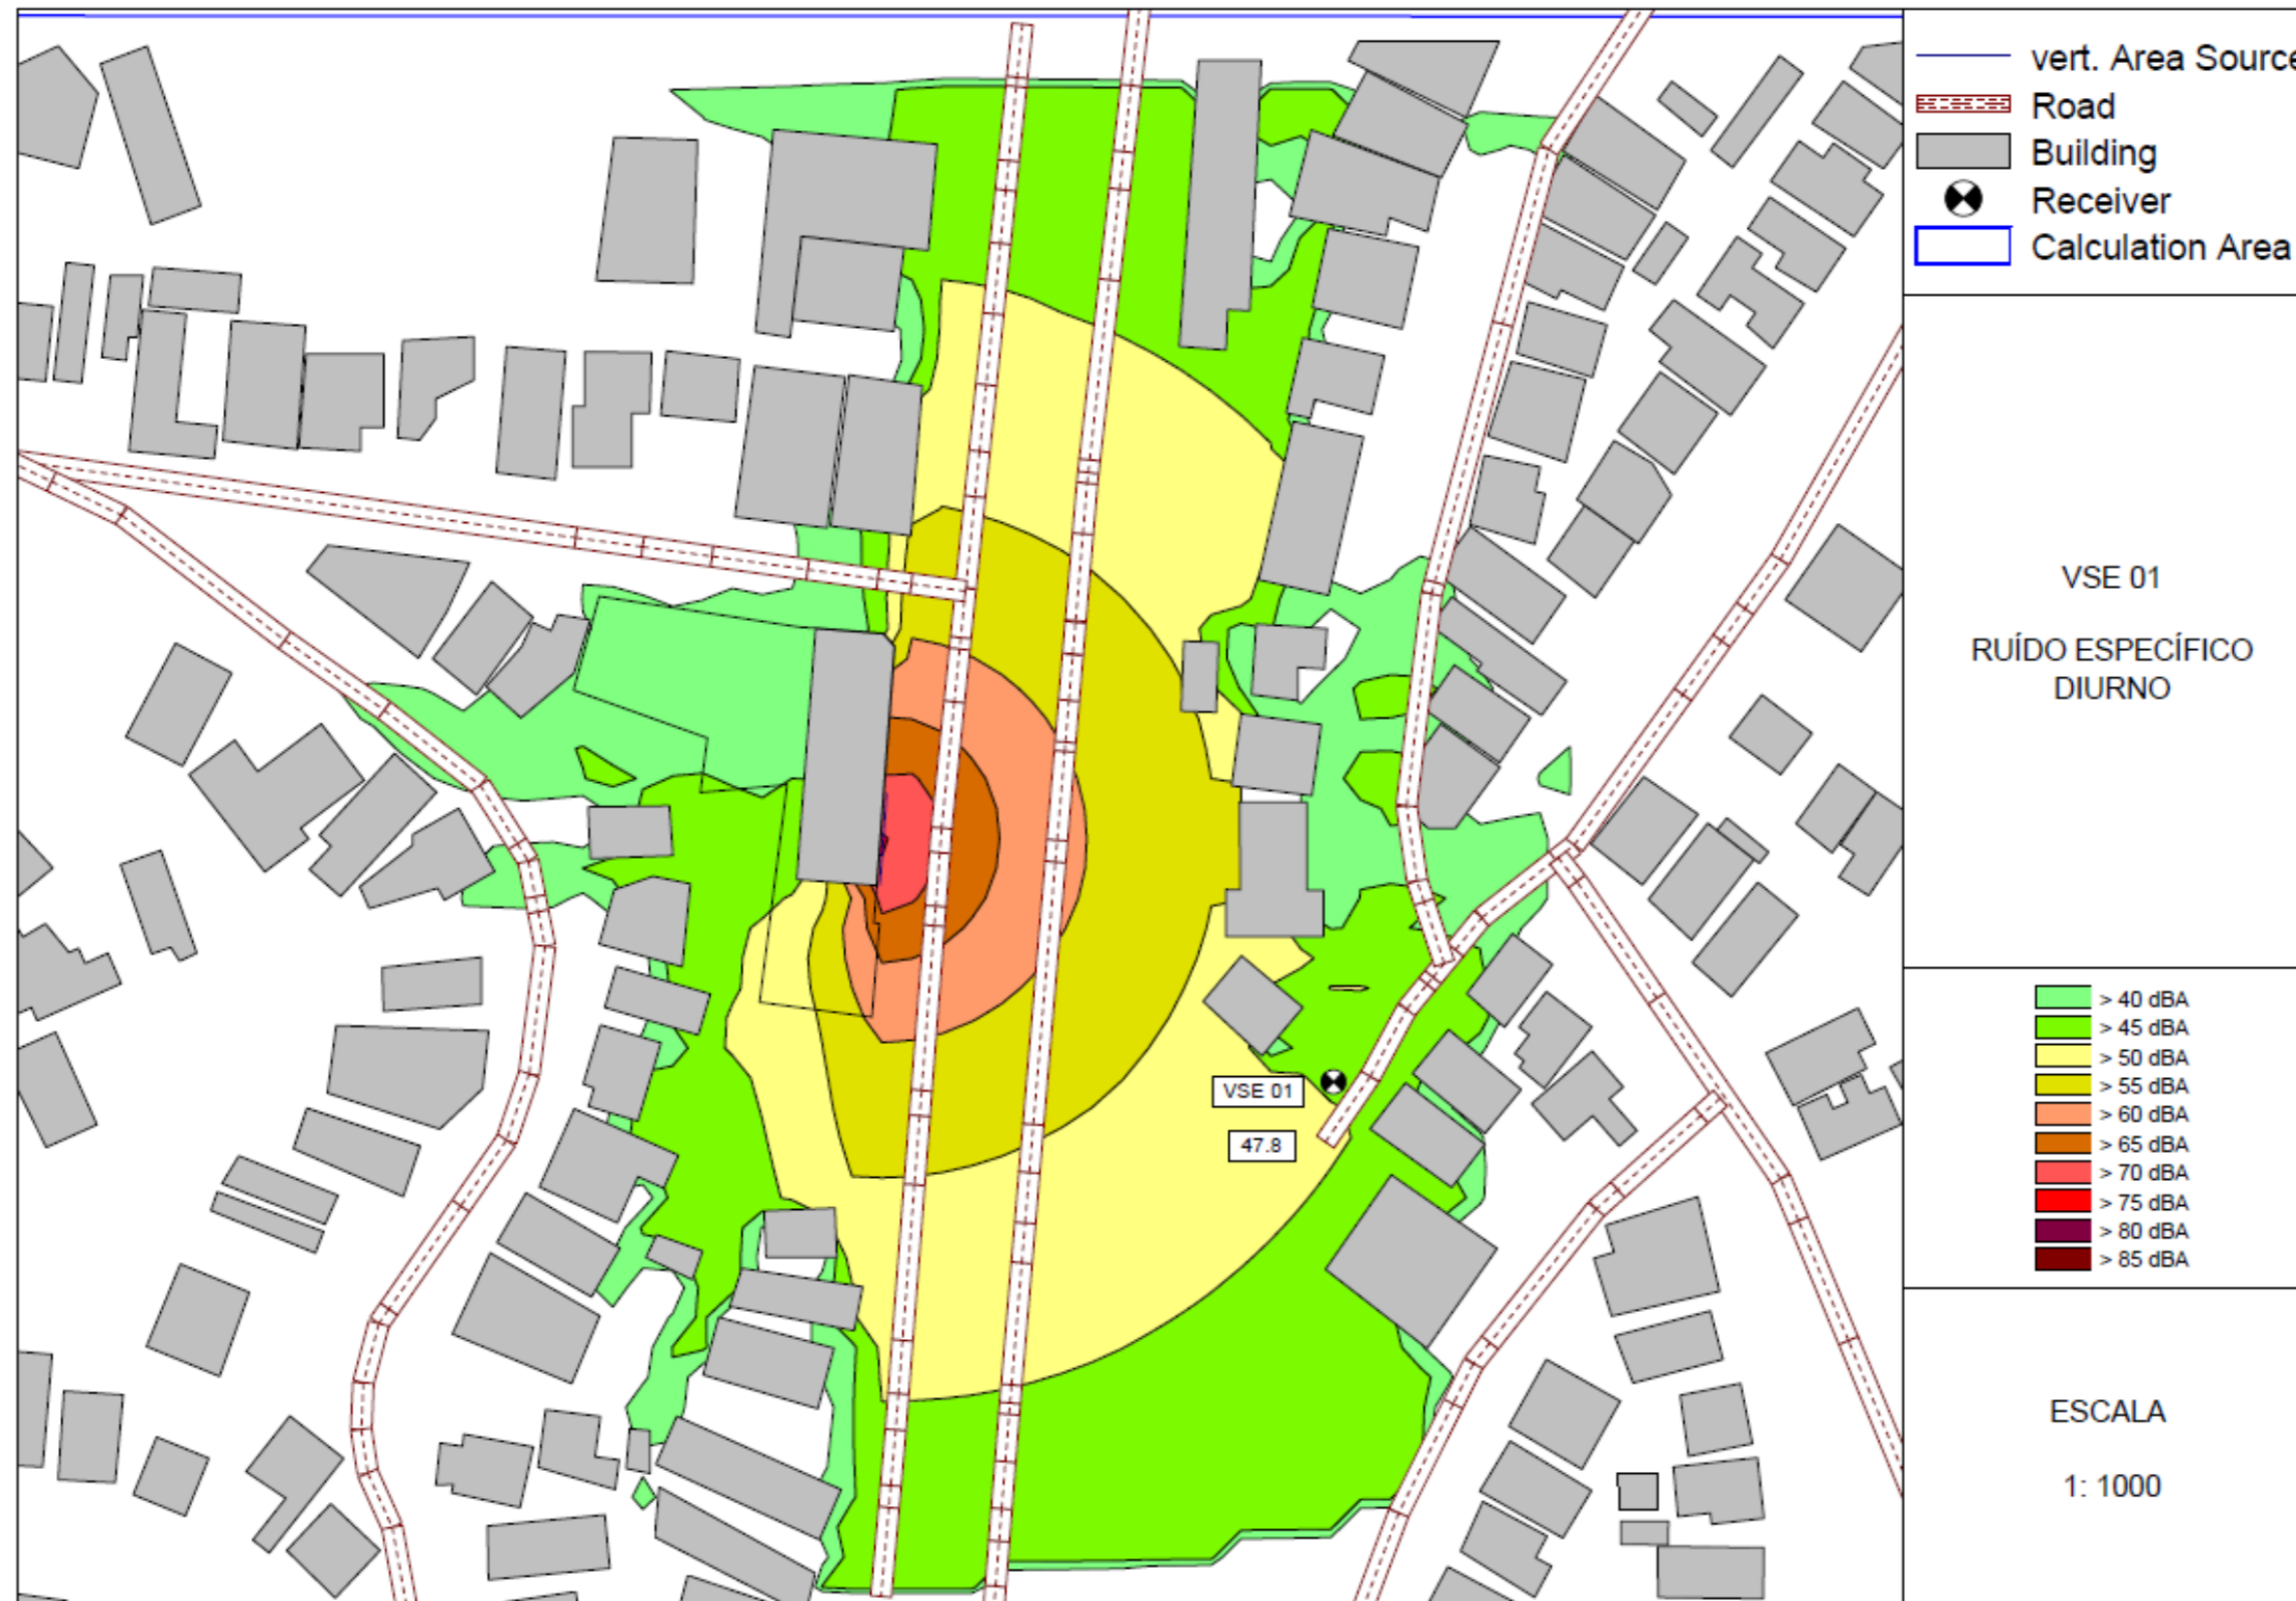 vert. Area Source
Road
Building
Receiver
Calculation Area
VSE 01
RUÍDO ESPECÍFICO
DIURNO
> 40 dBA
> 45 dBA
> 50 dBA
> 55 dBA
> 60 dBA
> 65 dBA
> 70 dBA
> 75 dBA
> 80 dBA
> 85 dBA
ESCALA
1: 1000
VSE 01
47.8